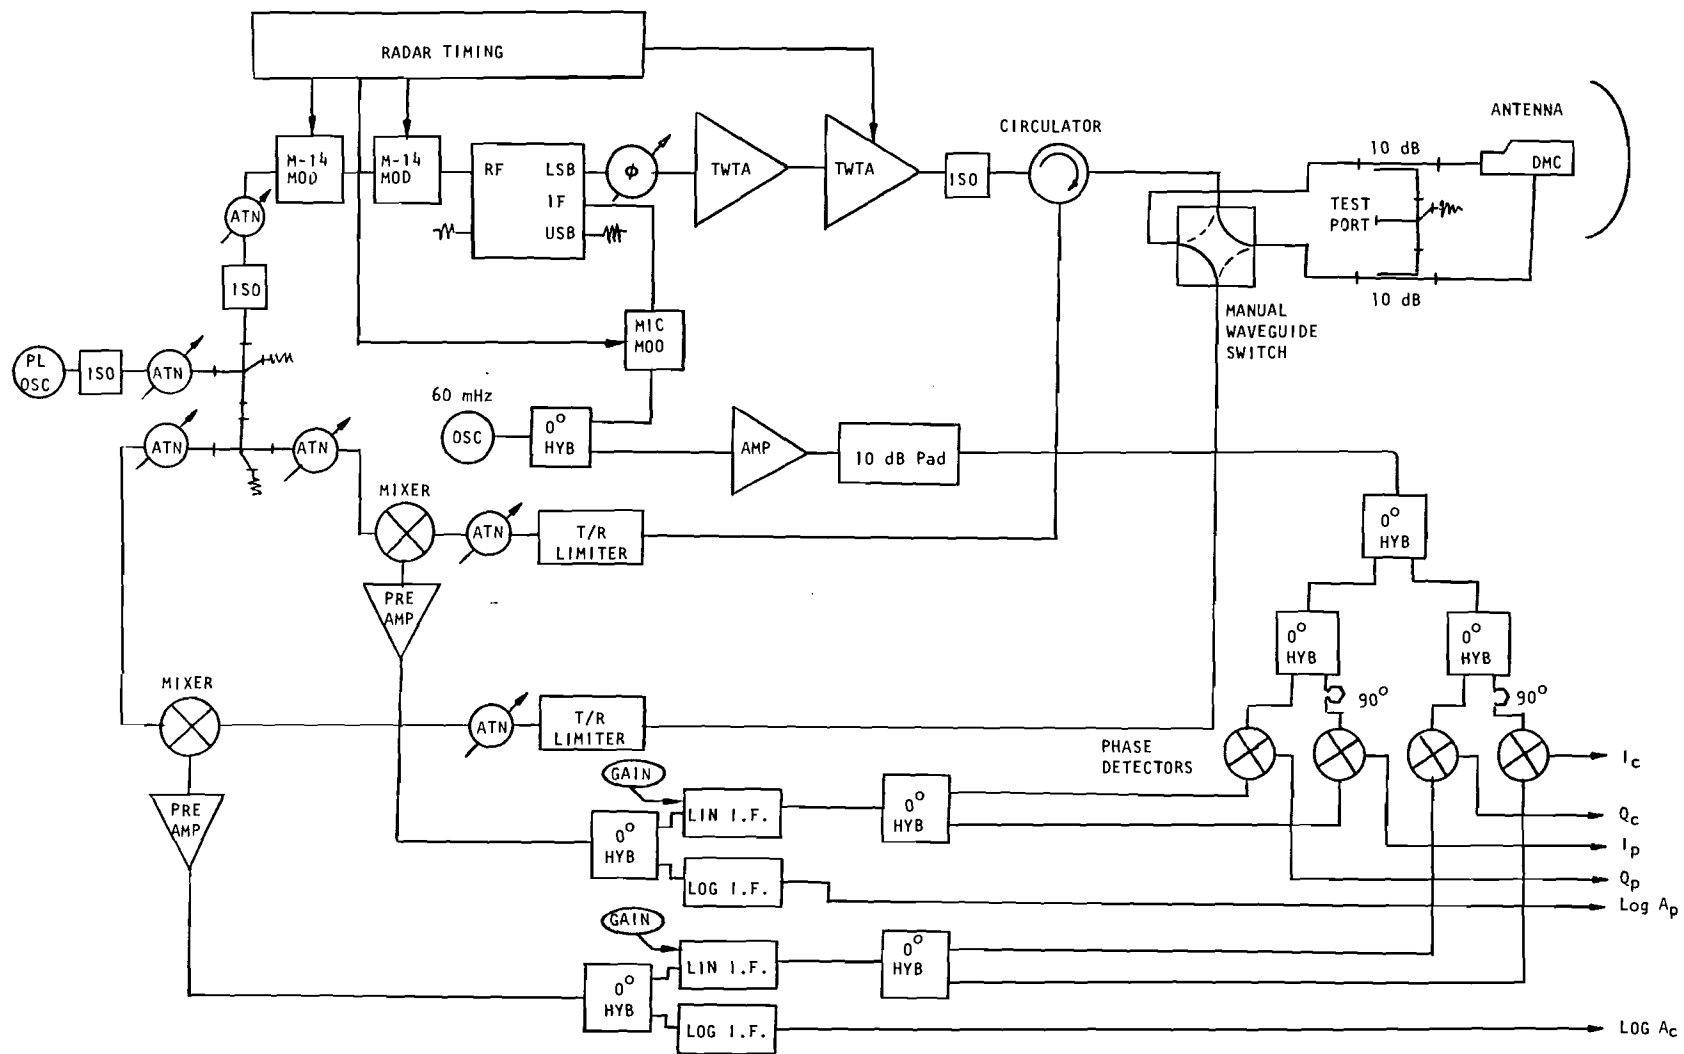 RADAR TIMING
M-14
MOD
M-14
MOD
RF
LSB
IF
USB
ϕ
TWTA
TWTA
ISO
CIRCULATOR
10 dB
ANTENNA
DMC
TEST
PORT
10 dB
MANUAL
WAVEGUIDE
SWITCH
ATN
ISO
PL
OSC
ISO
ATN
MIC
MOD
60 mHz
OSC
0°
HYB
AMP
10 dB Pad
ATN
ATN
MIXER
ATN
T/R
LIMITER
PRE
AMP
0°
HYB
0°
HYB
0°
HYB
90°
90°
MIXER
ATN
T/R
LIMITER
PHASE
DETECTORS
PRE
AMP
GAIN
LIN I.F.
0°
HYB
0°
HYB
LOG I.F.
GAIN
LIN I.F.
0°
HYB
0°
HYB
LOG I.F.
Ic
Qc
Ip
Qp
Log Ap
LOG Ac